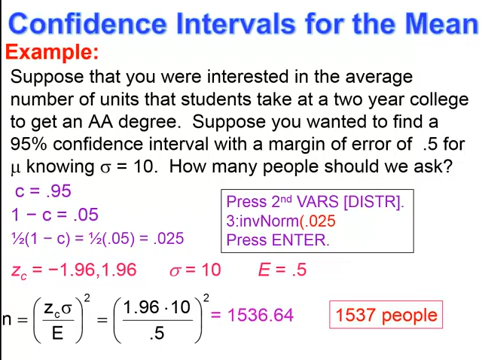 Confidence Intervals for the Mean
Example:
Suppose that you were interested in the average
number of units that students take at a two year college
to get an AA degree. Suppose you wanted to find a
95% confidence interval with a margin of error of .5 for
μ knowing σ = 10. How many people should we ask?
c = .95
1 − c = .05
½(1 − c) = ½(.05) = .025
Press 2nd VARS [DISTR].
3:invNorm(.025
Press ENTER.
zc = −1.96,1.96 σ = 10 E = .5
n = (zcσ / E)² = (1.96 · 10 / .5)² = 1536.64 1537 people